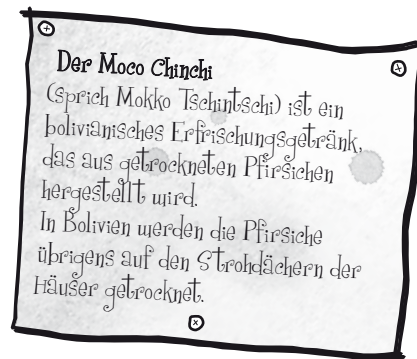 Der Moco Chinchi
(sprich Mokko Tschintschi) ist ein
bolivianisches Erfrischungsgetränk,
das aus getrockneten Pfirsichen
hergestellt wird.
In Bolivien werden die Pfirsiche
übrigens auf den Strohdächern der
Häuser getrocknet.